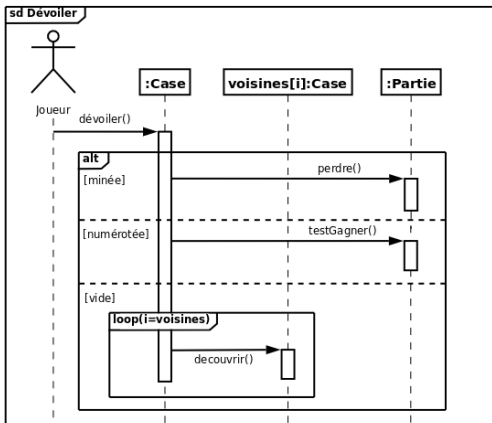 sd Dévoiler
:Case
voisines[i]:Case
:Partie
Joueur
dévoiler()
alt
[minée]
perdre()
[numérotée]
testGagner()
[vide]
loop(i=voisines)
decouvrir()